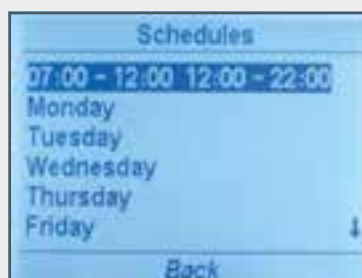 Schedules
07:00 - 12:00 12:00 - 22:00
Monday
Tuesday
Wednesday
Thursday
Friday ↓
Back